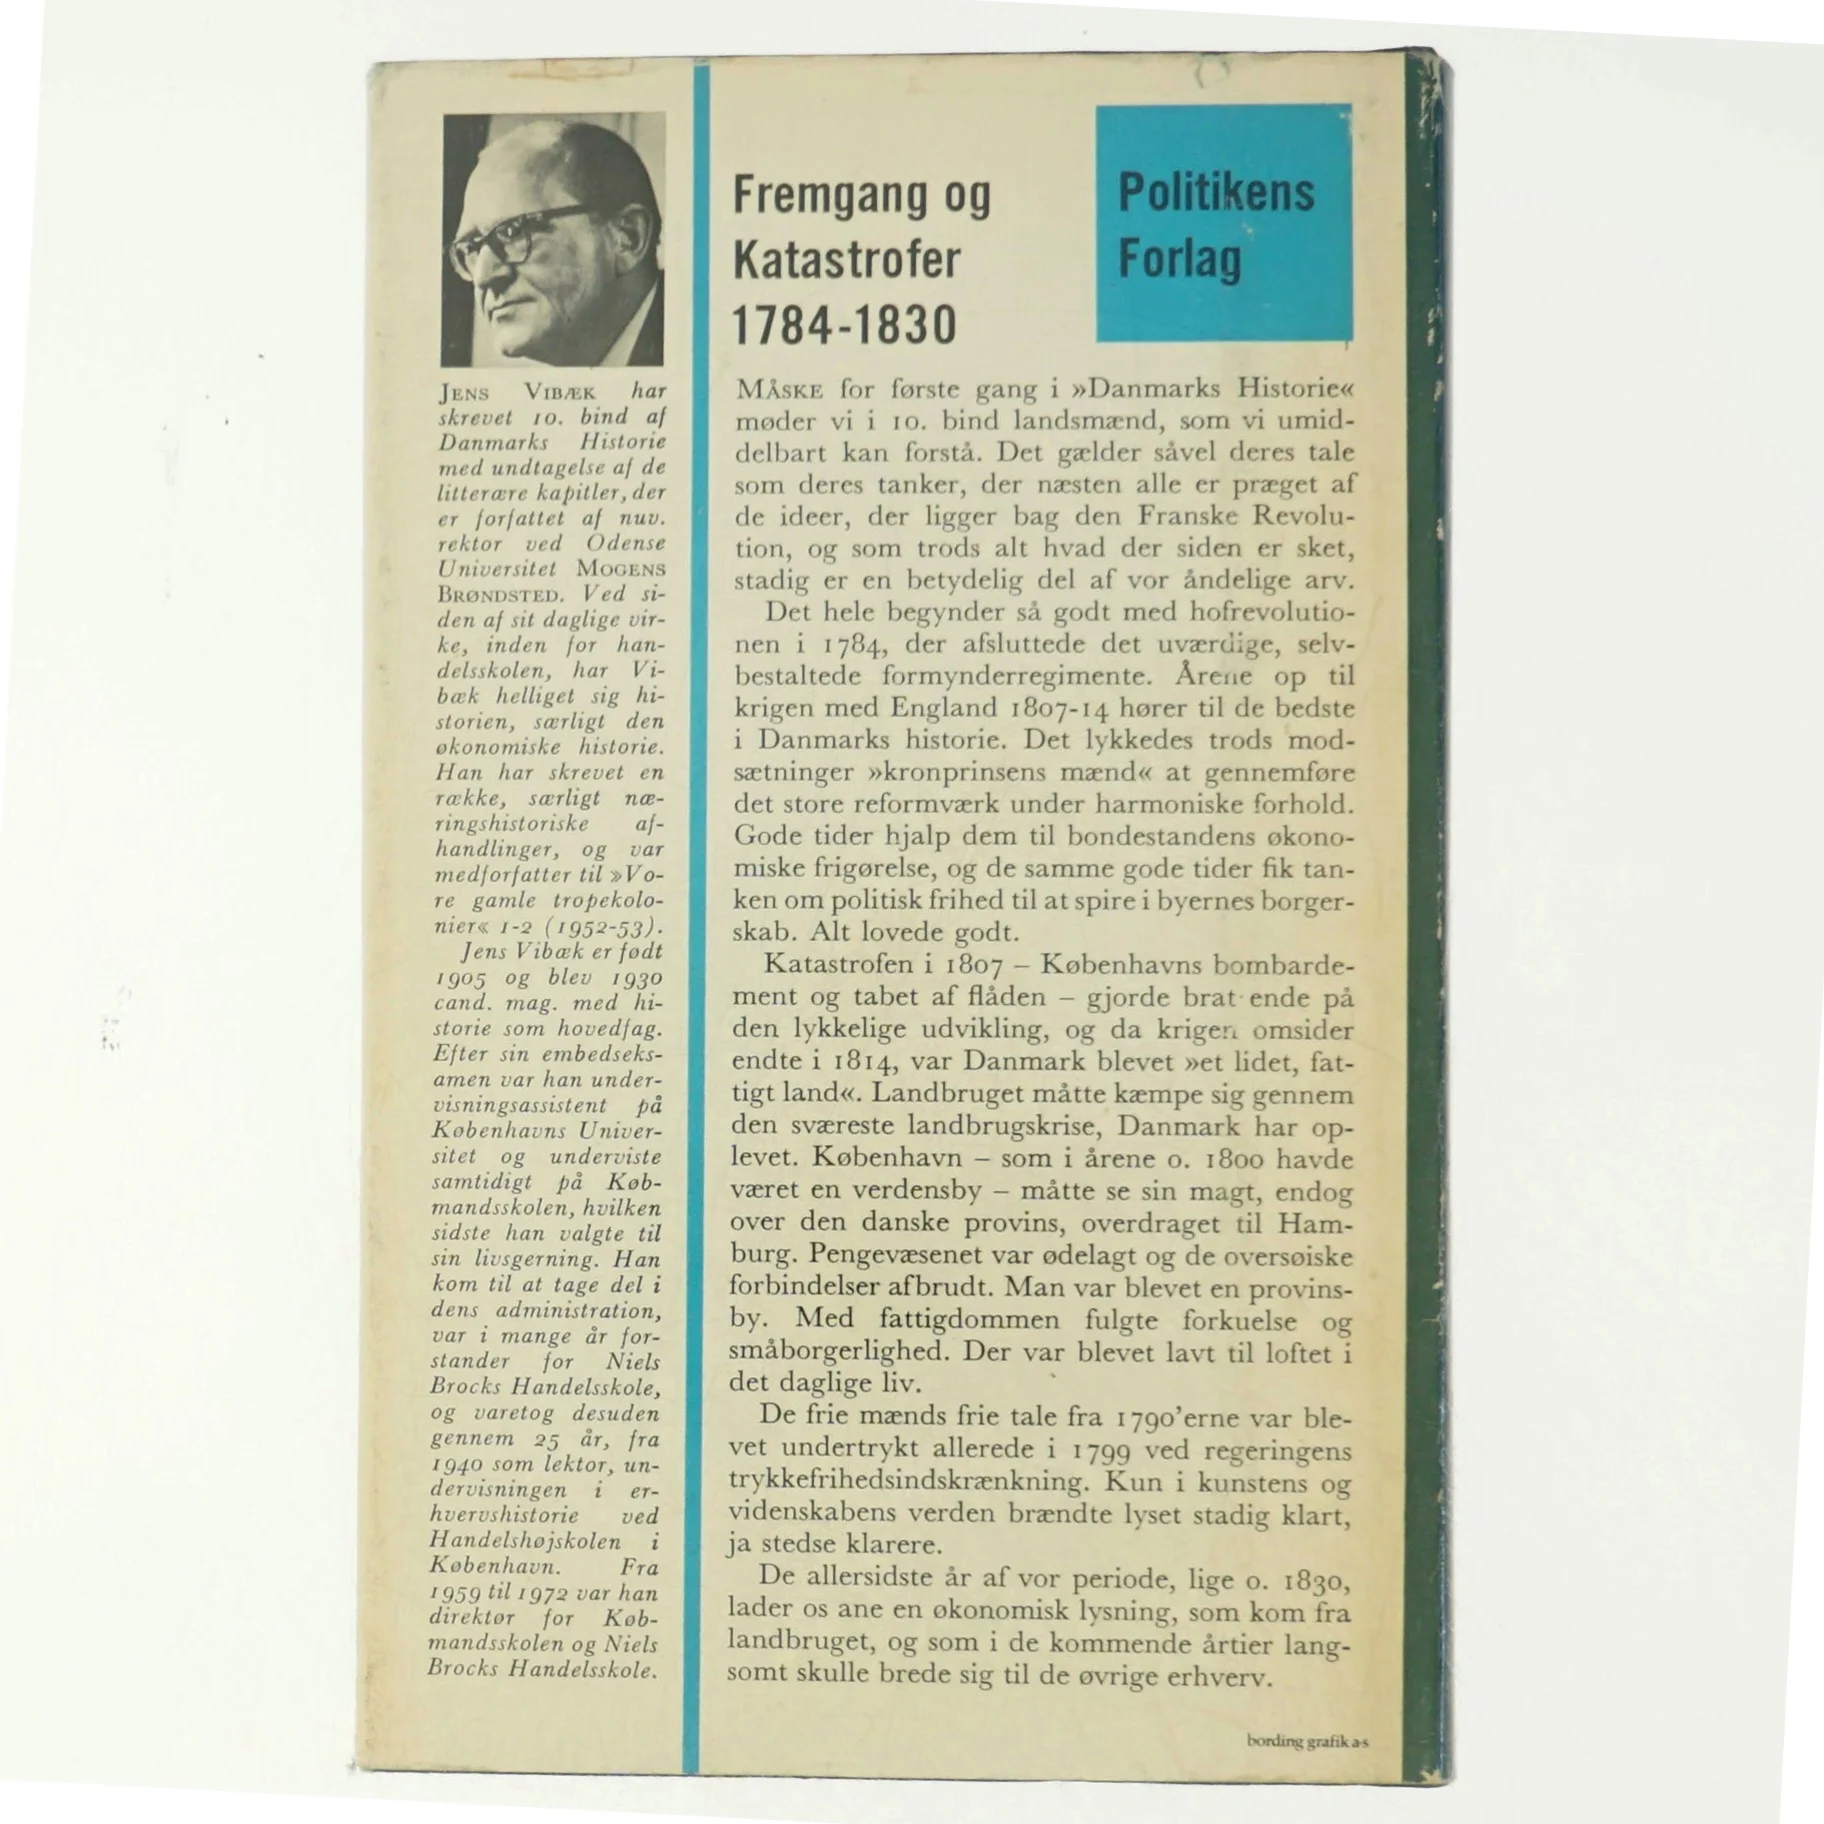 JENS VIBÆK har
skrevet 10. bind af
Danmarks Historie
med undtagelse af de
litterære kapitler, der
er forfattet af nuv.
rektor ved Odense
Universitet MOGENS
BRØNDSTED. Ved si-
den af sit daglige vir-
ke, inden for han-
delsskolen, har Vi-
bæk helliget sig hi-
storien, særligt den
økonomiske historie.
Han har skrevet en
række, særligt næ-
ringshistoriske af-
handlinger, og var
medforfatter til »Vo-
re gamle tropekolo-
nier« 1-2 (1952-53).
Jens Vibæk er født
1905 og blev 1930
cand. mag. med hi-
storie som hovedfag.
Efter sin embedseks-
amen var han under-
visningsassistent på
Københavns Univer-
sitet og underviste
samtidigt på Køb-
mandsskolen, hvilken
sidste han valgte til
sin livsgerning. Han
kom til at tage del i
dens administration,
var i mange år for-
stander for Niels
Brocks Handelsskole,
og varetog desuden
gennem 25 år, fra
1940 som lektor, un-
dervisningen i er-
hvervshistorie ved
Handelshøjskolen i
København. Fra
1959 til 1972 var han
direktør for Køb-
mandsskolen og Niels
Brocks Handelsskole.
Fremgang og
Katastrofer
1784-1830
Politikens
Forlag
MÅSKE for første gang i »Danmarks Historie«
møder vi i 10. bind landsmænd, som vi umid-
delbart kan forstå. Det gælder såvel deres tale
som deres tanker, der næsten alle er præget af
de ideer, der ligger bag den Franske Revolu-
tion, og som trods alt hvad der siden er sket,
stadig er en betydelig del af vor åndelige arv.
Det hele begynder så godt med hofrevolutio-
nen i 1784, der afsluttede det uværdige, selv-
bestaltede formynderregimente. Årene op til
krigen med England 1807-14 hører til de bedste
i Danmarks historie. Det lykkedes trods mod-
sætninger »kronprinsens mænd« at gennemføre
det store reformværk under harmoniske forhold.
Gode tider hjalp dem til bondestandens økono-
miske frigørelse, og de samme gode tider fik tan-
ken om politisk frihed til at spire i byernes borger-
skab. Alt lovede godt.
Katastrofen i 1807 – Københavns bombarde-
ment og tabet af flåden – gjorde brat ende på
den lykkelige udvikling, og da krigen omsider
endte i 1814, var Danmark blevet »et lidet, fat-
tigt land«. Landbruget måtte kæmpe sig gennem
den sværeste landbrugskrise, Danmark har op-
levet. København – som i årene o. 1800 havde
været en verdensby – måtte se sin magt, endog
over den danske provins, overdraget til Ham-
burg. Pengevæsenet var ødelagt og de oversøiske
forbindelser afbrudt. Man var blevet en provins-
by. Med fattigdommen fulgte forkuelse og
småborgerlighed. Der var blevet lavt til loftet i
det daglige liv.
De frie mænds frie tale fra 1790'erne var ble-
vet undertrykt allerede i 1799 ved regeringens
trykkefrihedsindskrænkning. Kun i kunstens og
videnskabens verden brændte lyset stadig klart,
ja stedse klarere.
De allersidste år af vor periode, lige o. 1830,
lader os ane en økonomisk lysning, som kom fra
landbruget, og som i de kommende årtier lang-
somt skulle brede sig til de øvrige erhverv.
bording grafik a·s